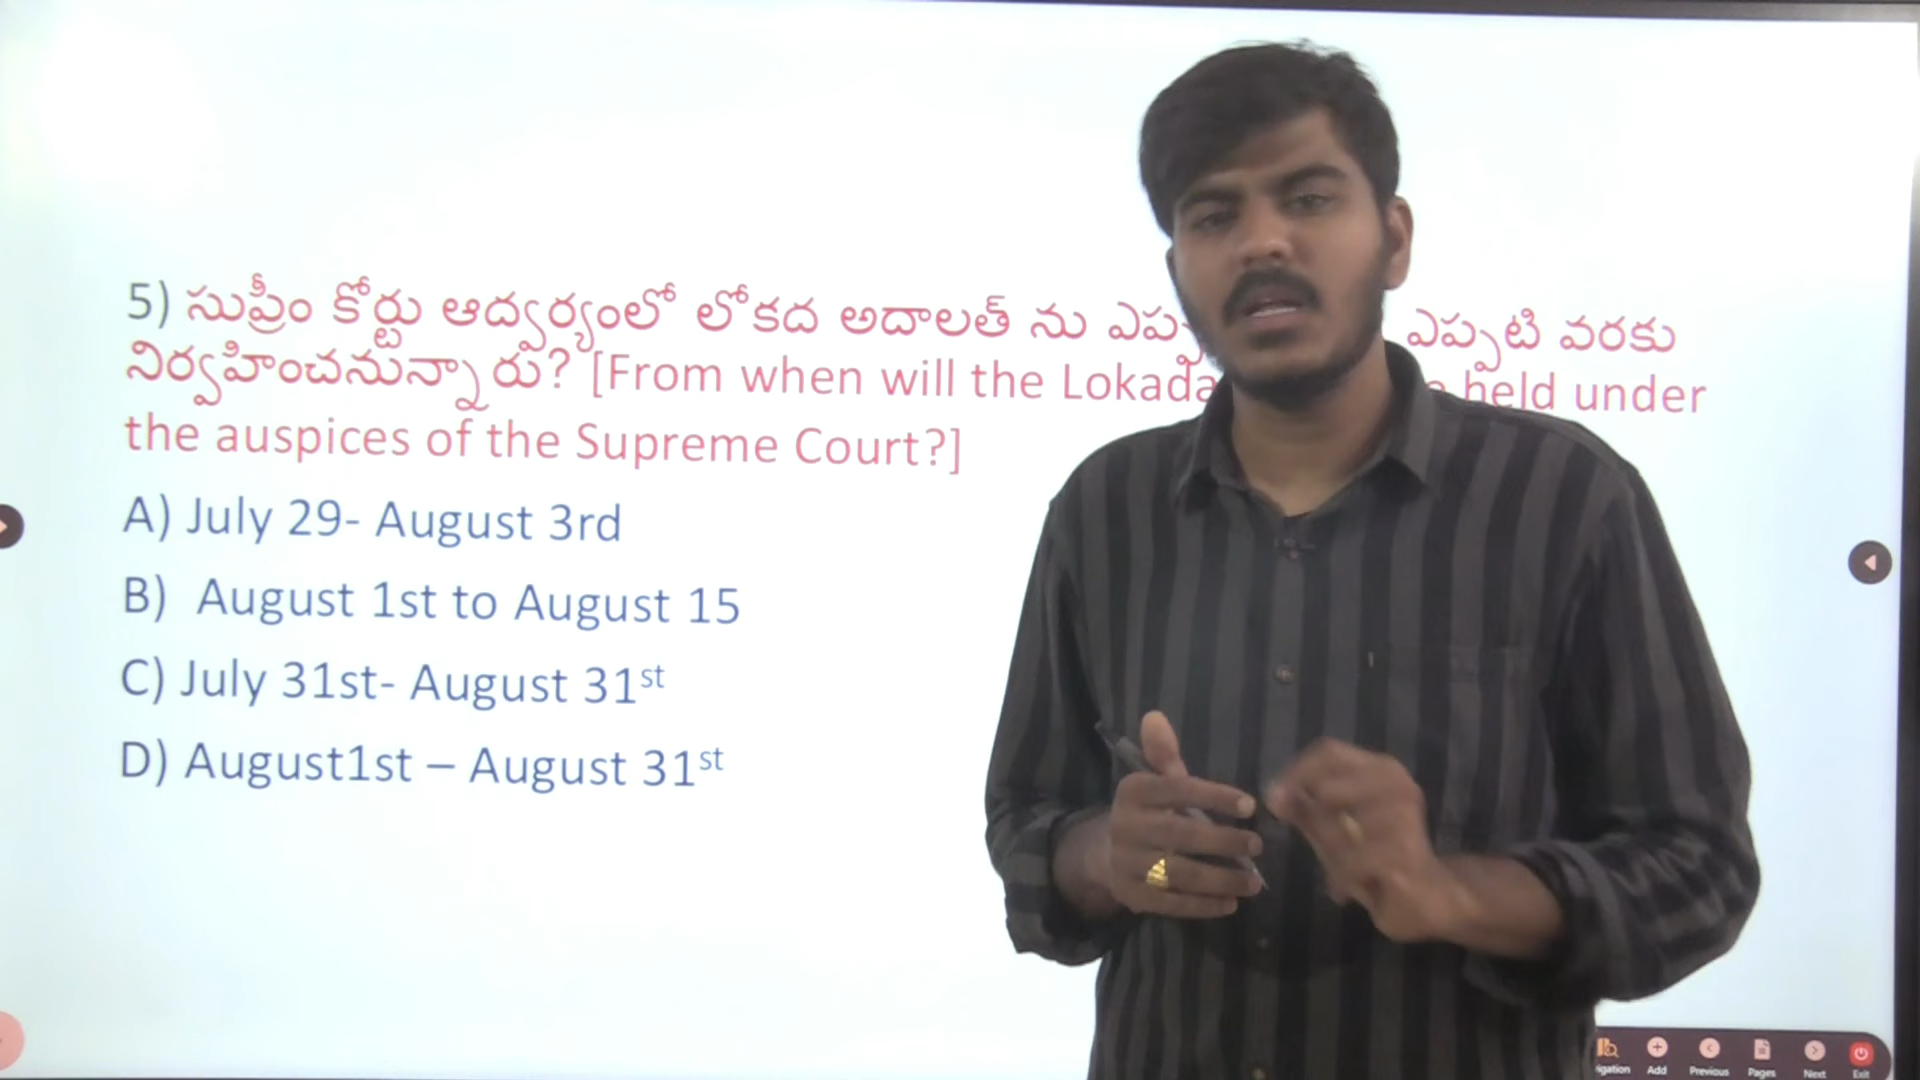 5) సుప్రీం కోర్టు ఆద్వర్యంలో లోకద అదాలత్ ను ఎప్పటి వరకు
నిర్వహించనున్నారు? [From when will the held under
the auspices of the Supreme Court?]
A) July 29- August 3rd
B) August 1st to August 15
C) July 31st- August 31st
D) August1st – August 31st
Add Previous Pages Next Exit